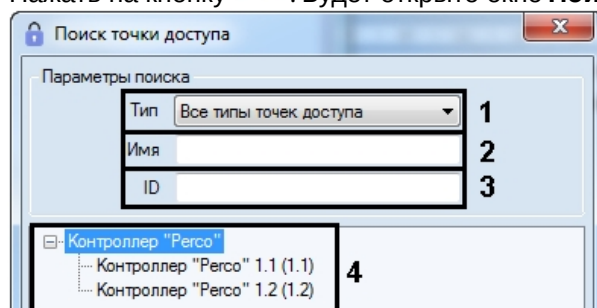 Нажать на кнопку . Будет открыто окно
Поиск точки доступа
Параметры поиска
Тип Все типы точек доступа 1
Имя 2
ID 3
Контроллер "Perco"
Контроллер "Perco" 1.1 (1.1) 4
Контроллер "Perco" 1.2 (1.2)